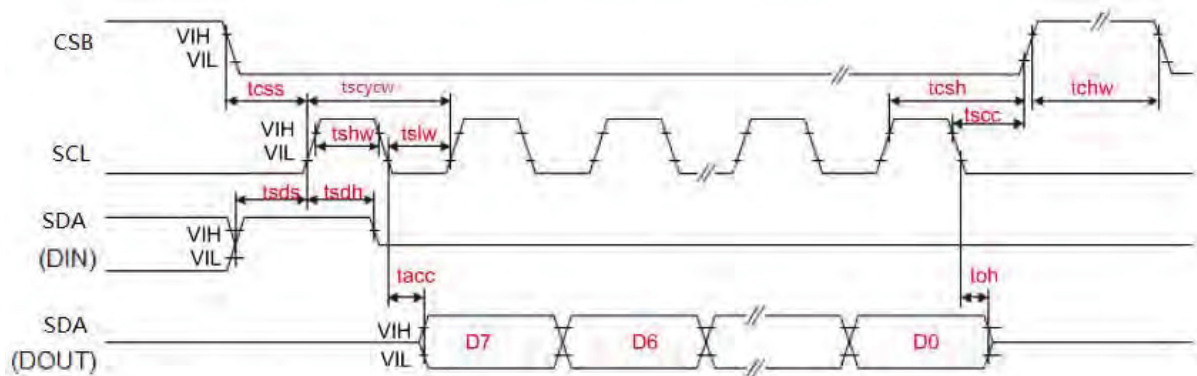 CSB
VIH
VIL
tcss
tscycw
tcsh
tchw
tscc
SCL
VIH
VIL
tshw
tslw
tsds
tsdh
SDA
(DIN)
VIH
VIL
tacc
toh
SDA
(DOUT)
VIH
VIL
D7
D6
D0